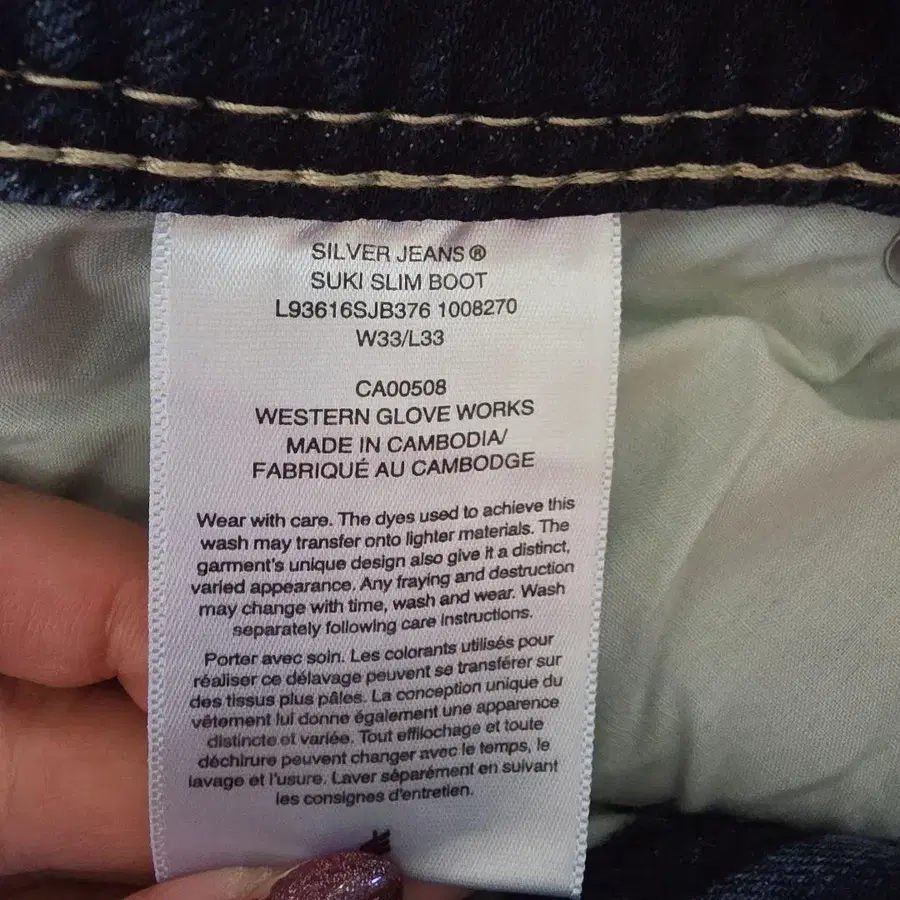 SILVER JEANS®
SUKI SLIM BOOT
L93616SJB376 1008270
W33/L33
CA00508
WESTERN GLOVE WORKS
MADE IN CAMBODIA/
FABRIQUÉ AU CAMBODGE
Wear with care. The dyes used to achieve this
wash may transfer onto lighter materials. The
garment's unique design also give it a distinct,
varied appearance. Any fraying and destruction
may change with time, wash and wear. Wash
separately following care instructions.
Porter avec soin. Les colorants utilisés pour
réaliser ce délavage peuvent se transférer sur
des tissus plus pâles. La conception unique du
vêtement lui donne également une apparence
distincte et variée. Tout effilochage et toute
déchirure peuvent changer avec le temps, le
lavage et l'usure. Laver séparément en suivant
les consignes d'entretien.